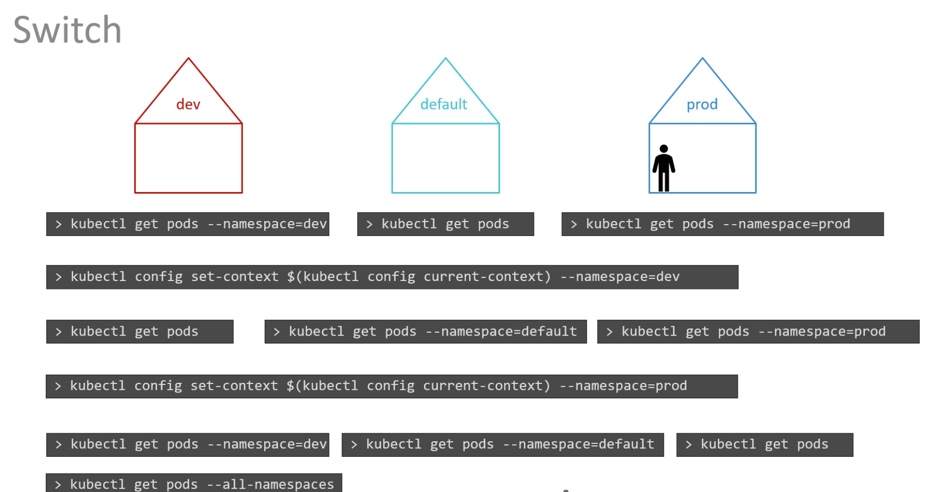 Switch
dev
default
prod
> kubectl get pods --namespace=dev
> kubectl get pods
> kubectl get pods --namespace=prod
> kubectl config set-context $(kubectl config current-context) --namespace=dev
> kubectl get pods
> kubectl get pods --namespace=default
> kubectl get pods --namespace=prod
> kubectl config set-context $(kubectl config current-context) --namespace=prod
> kubectl get pods --namespace=dev
> kubectl get pods --namespace=default
> kubectl get pods
> kubectl get pods --all-namespaces